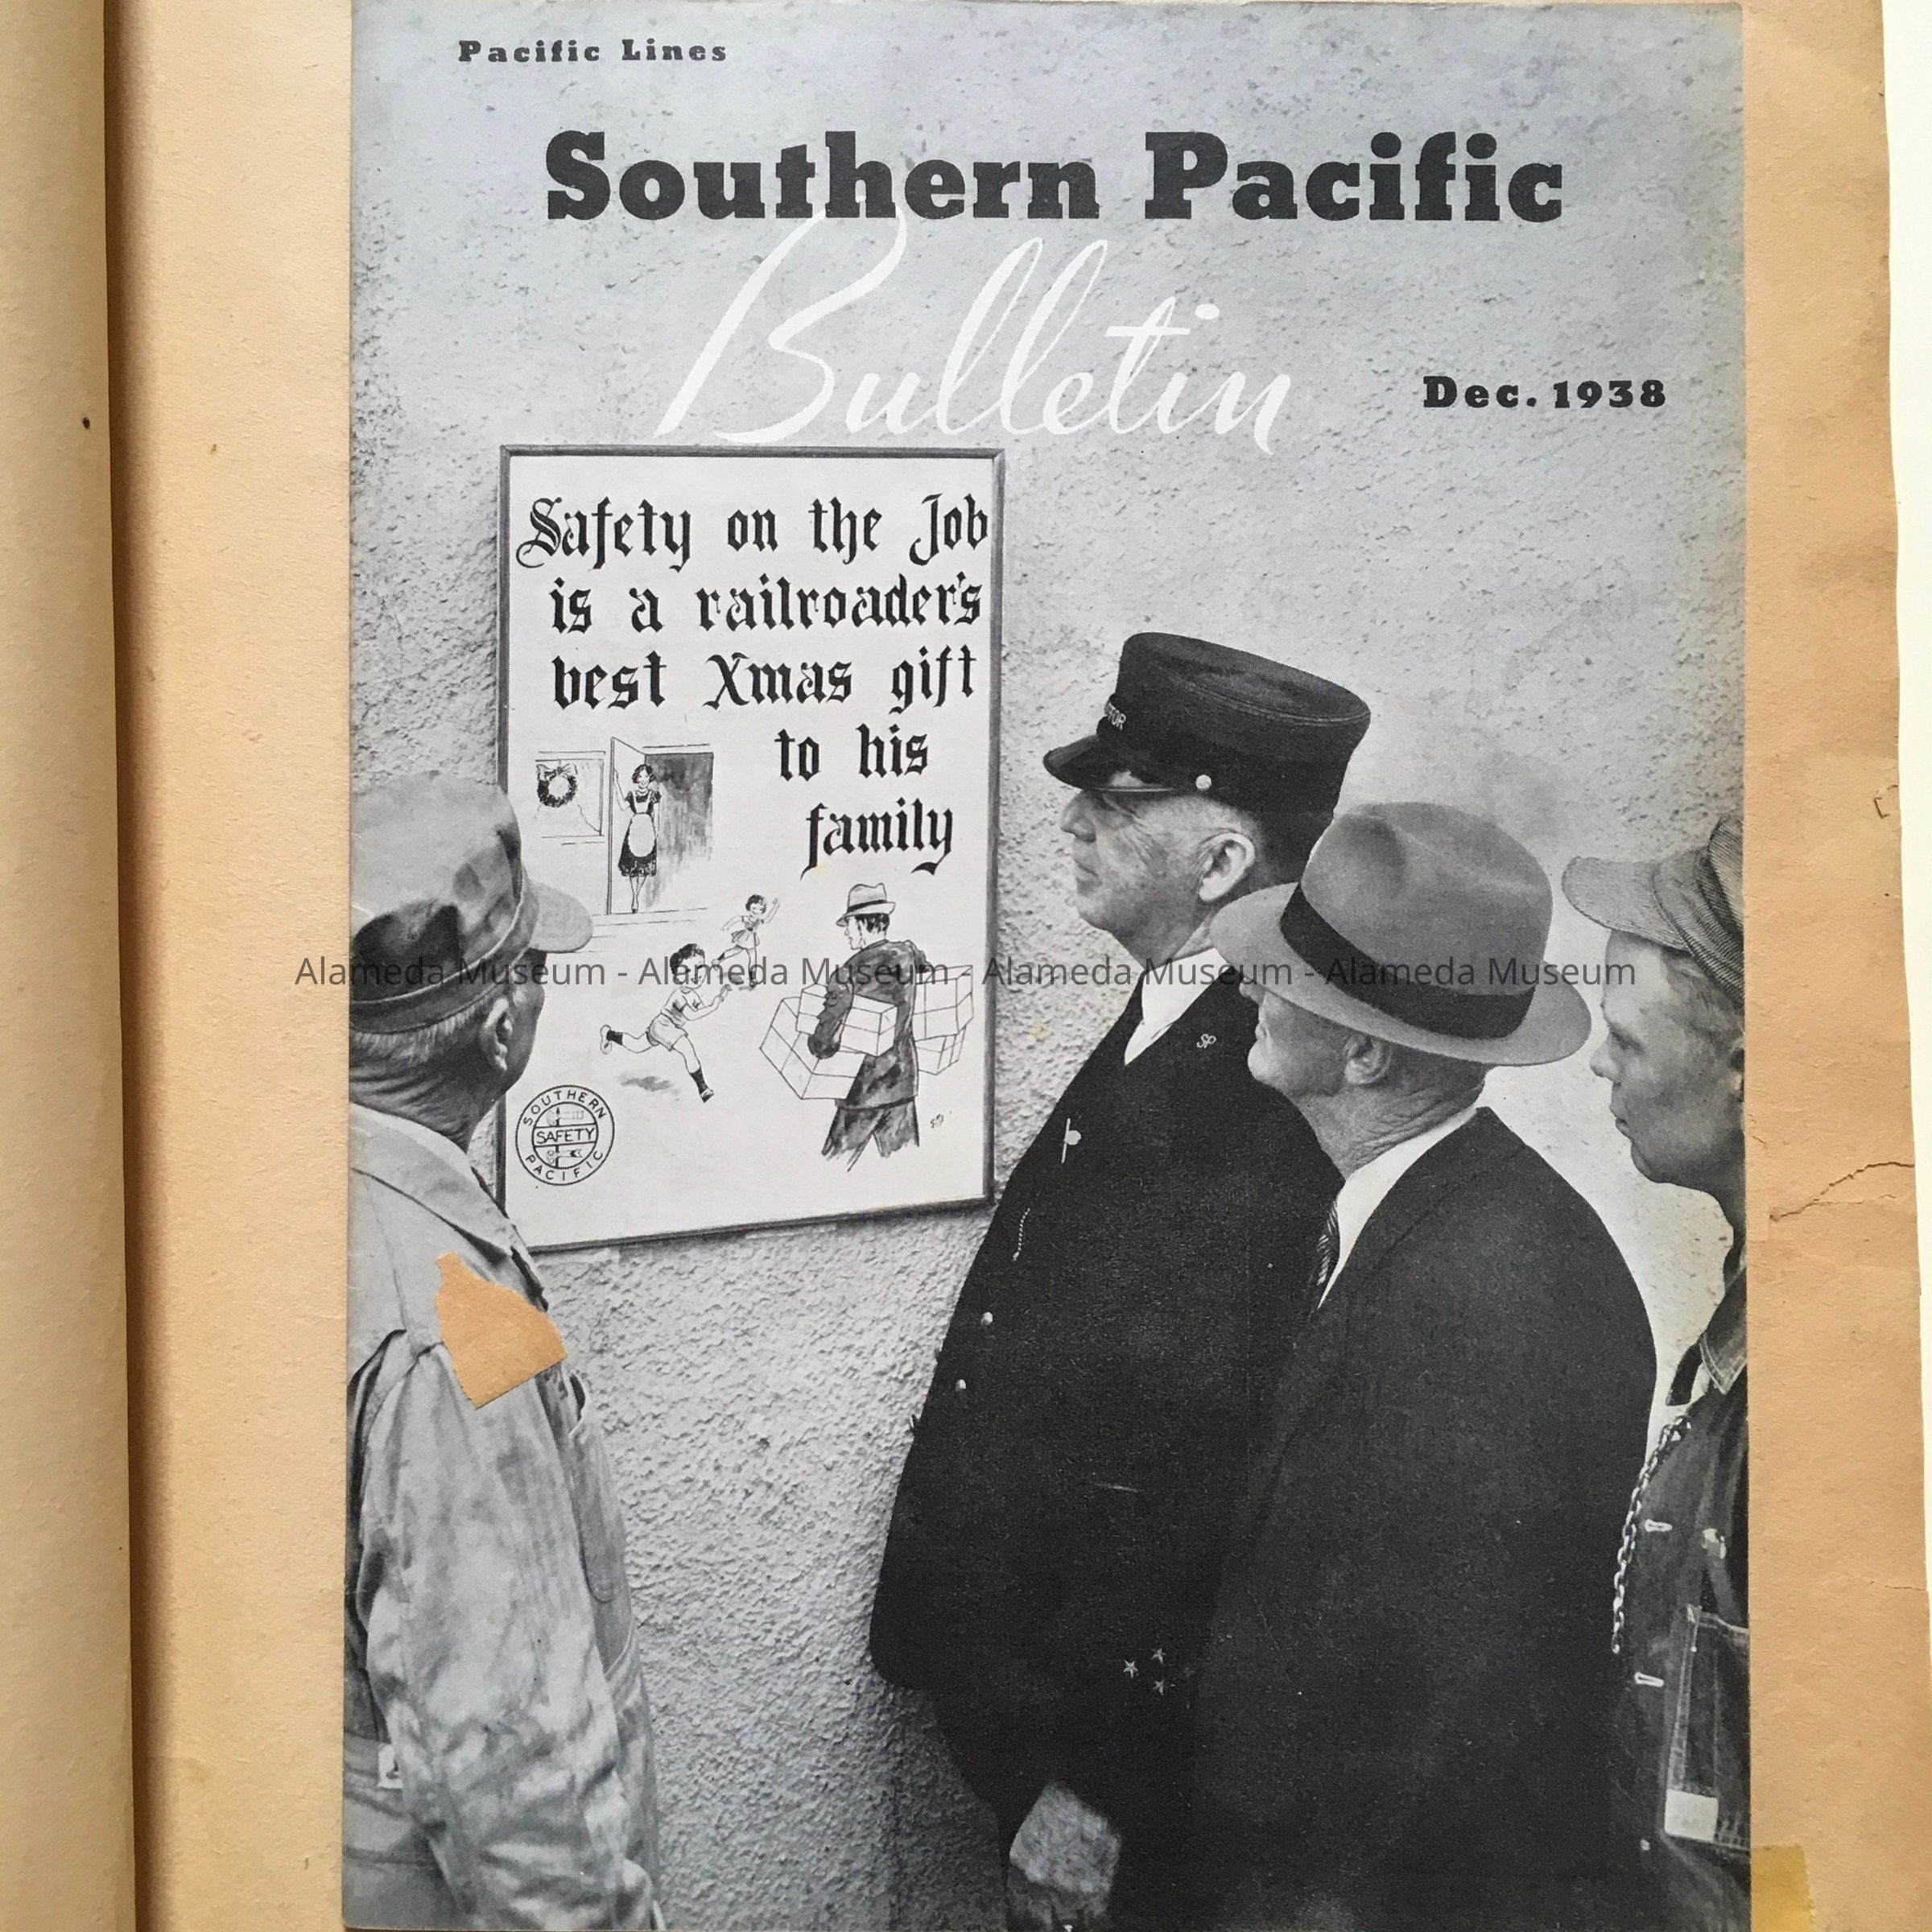 Pacific Lines
Southern Pacific
Bulletin
Dec. 1938
Safety on the Job
is a railroader's
best Xmas gift
to his
family
SOUTHERN
SAFETY
PACIFIC
SP
Alameda Museum - Alameda Museum - Alameda Museum - Alameda Museum